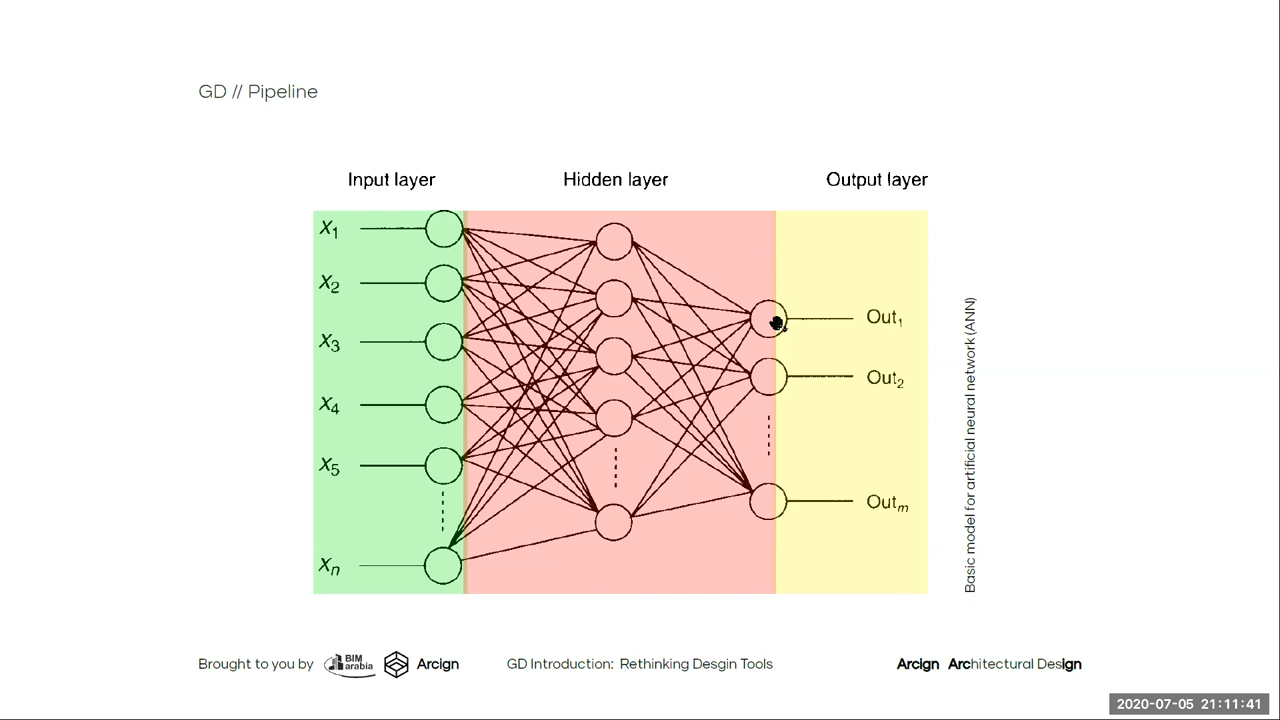 GD // Pipeline
Input layer
Hidden layer
Output layer
X1
X2
X3
X4
X5
Xn
Out1
Out2
Outm
Basic model for artificial neural network (ANN)
Brought to you by
BIM
arabia
Arcign
GD Introduction: Rethinking Desgin Tools
Arcign Architectural Design
2020-07-05 21:11:41